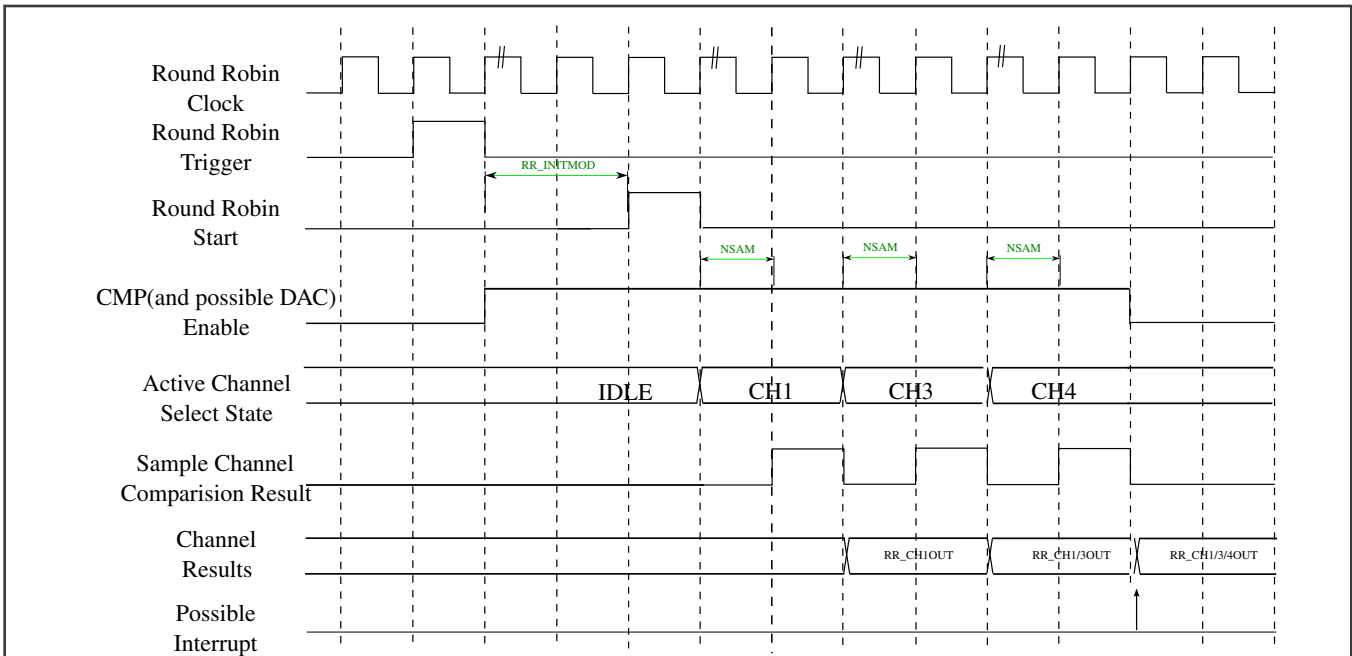 Round Robin
Clock
Round Robin
Trigger
RR_INITMOD
Round Robin
Start
NSAM
NSAM
NSAM
CMP(and possible DAC)
Enable
Active Channel
Select State
IDLE
CH1
CH3
CH4
Sample Channel
Comparision Result
Channel
Results
RR_CH1OUT
RR_CH1/3OUT
RR_CH1/3/4OUT
Possible
Interrupt